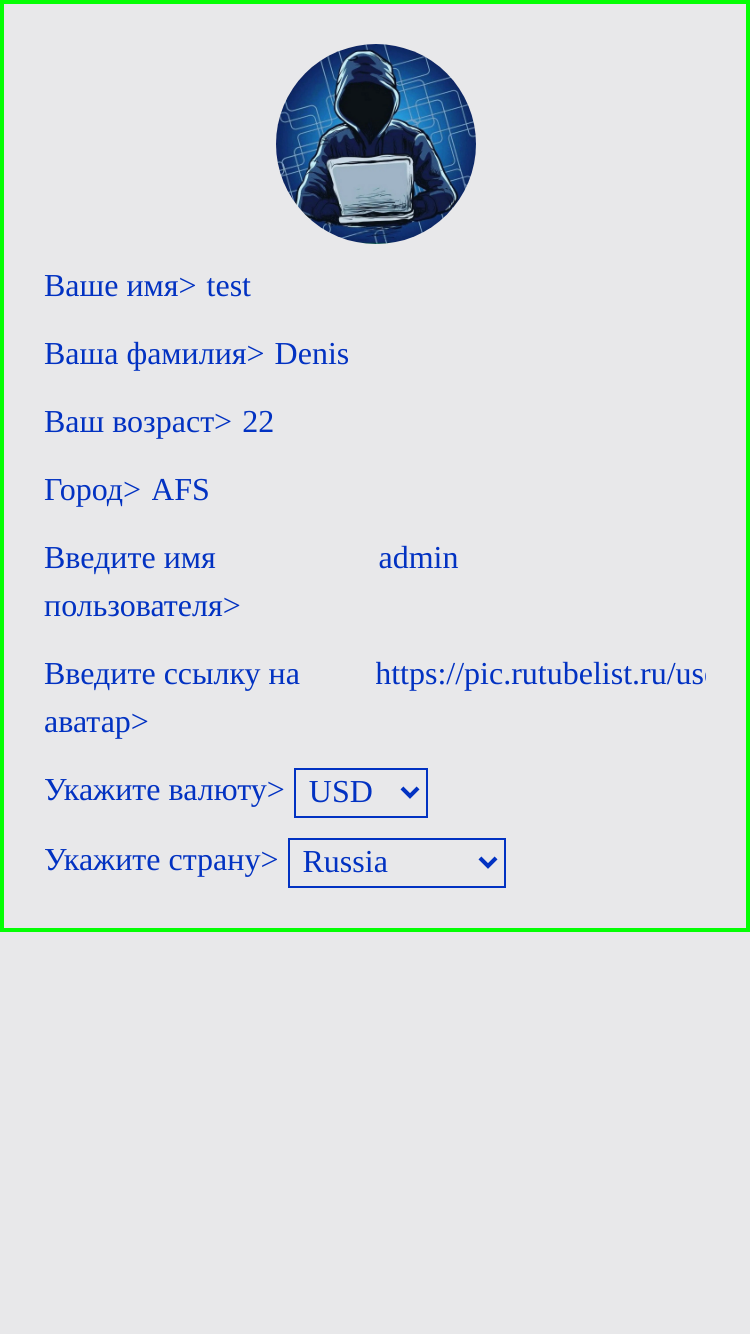 Ваше имя> test
Ваша фамилия> Denis
Ваш возраст> 22
Город> AFS
Введите имя admin
пользователя>
Введите ссылку на https://pic.rutubelist.ru/us
аватар>
Укажите валюту> USD
Укажите страну> Russia